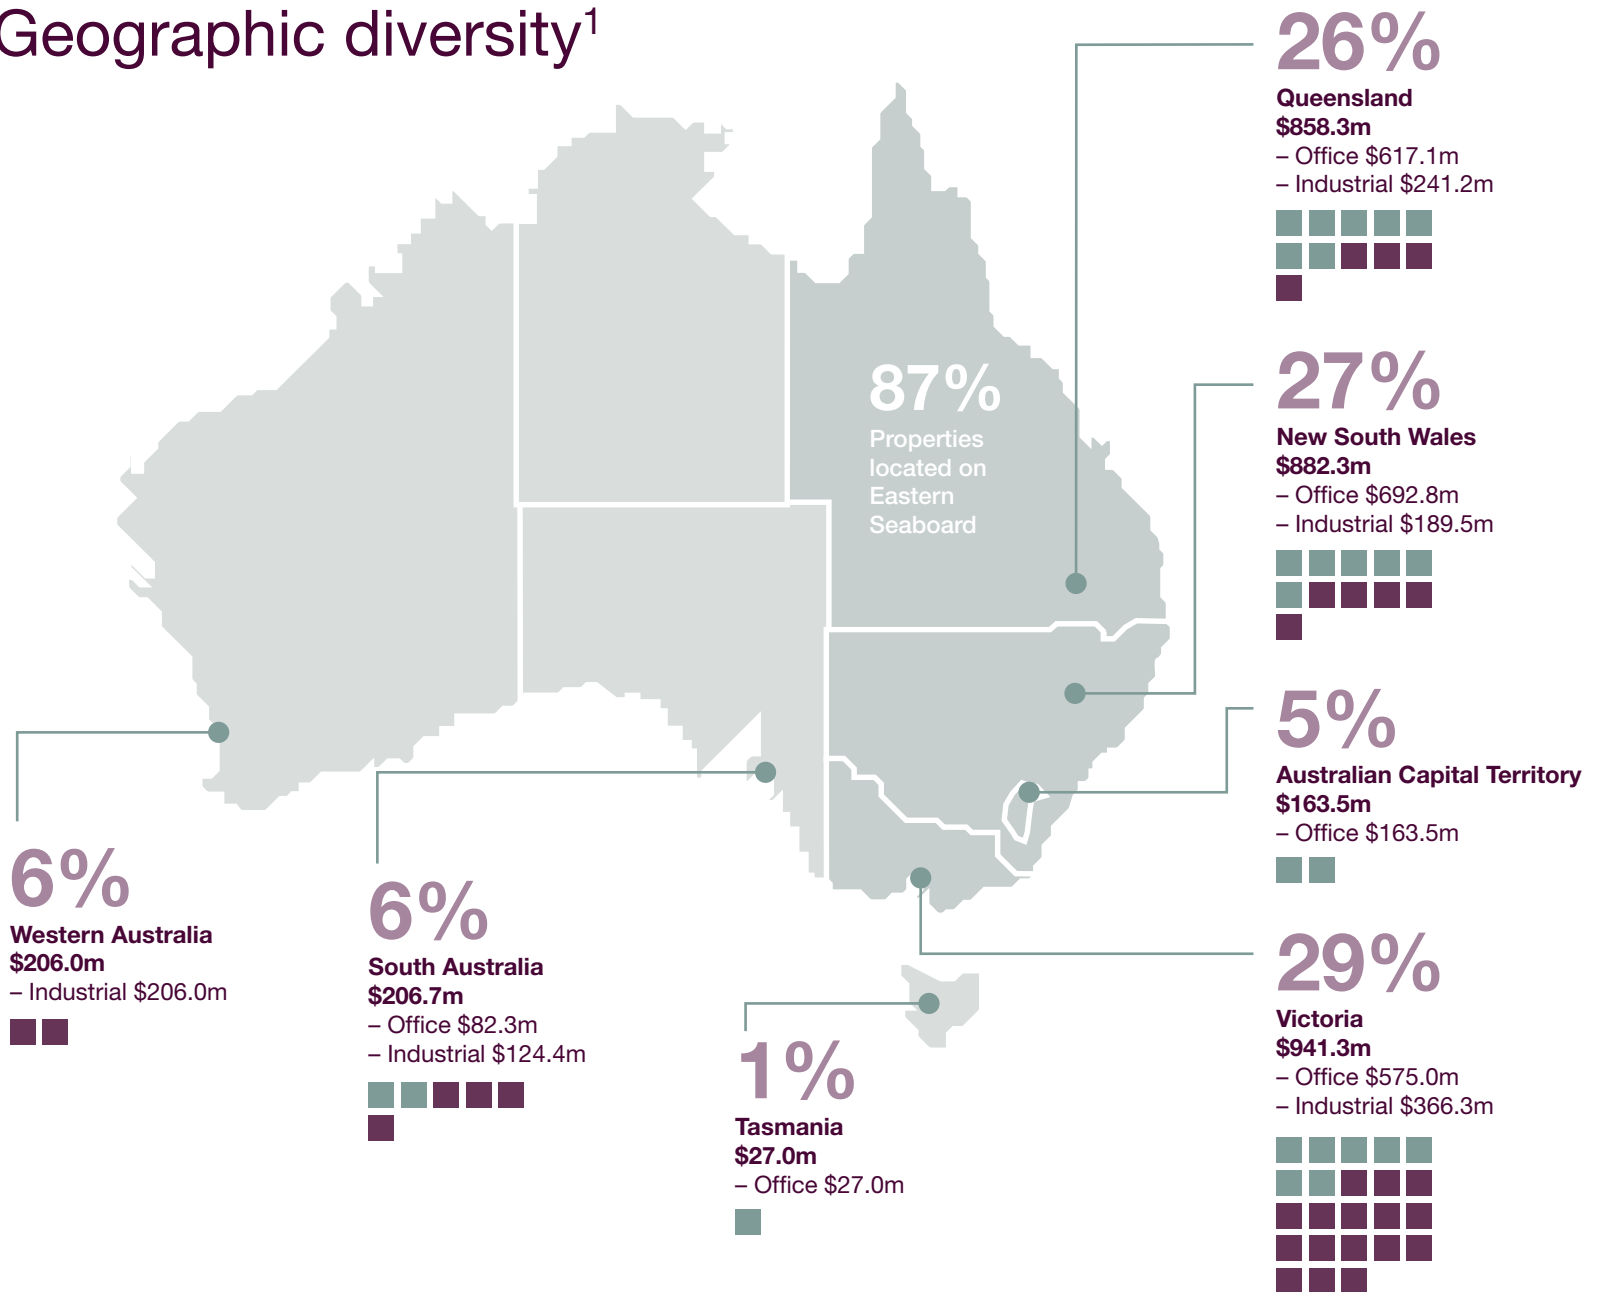 Geographic diversity¹
26%
Queensland
$858.3m
– Office $617.1m
– Industrial $241.2m
87%
Properties
located on
Eastern
Seaboard
27%
New South Wales
$882.3m
– Office $692.8m
– Industrial $189.5m
5%
Australian Capital Territory
$163.5m
– Office $163.5m
6%
Western Australia
$206.0m
– Industrial $206.0m
6%
South Australia
$206.7m
– Office $82.3m
– Industrial $124.4m
1%
Tasmania
$27.0m
– Office $27.0m
29%
Victoria
$941.3m
– Office $575.0m
– Industrial $366.3m